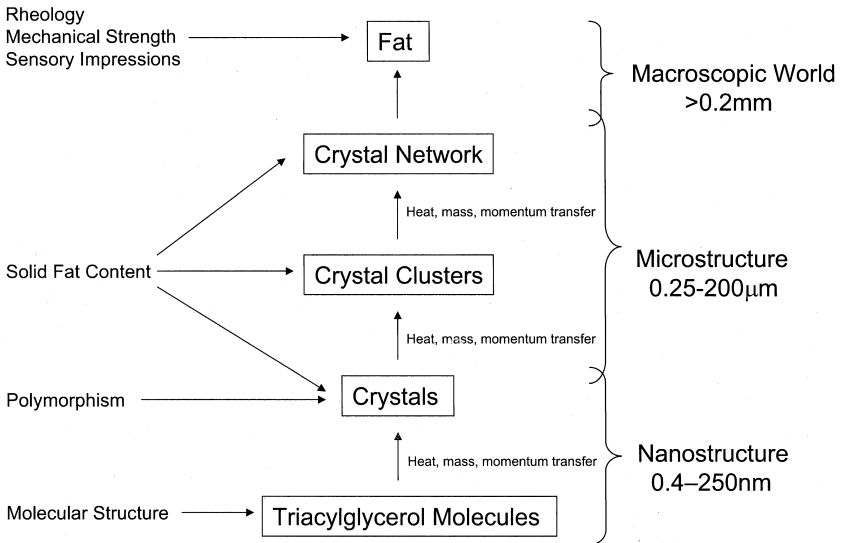 Rheology
Mechanical Strength
Sensory Impressions
Fat
Macroscopic World
>0.2mm
Crystal Network
Heat, mass, momentum transfer
Solid Fat Content
Crystal Clusters
Microstructure
0.25-200μm
Heat, mass, momentum transfer
Polymorphism
Crystals
Heat, mass, momentum transfer
Nanostructure
0.4–250nm
Molecular Structure
Triacylglycerol Molecules